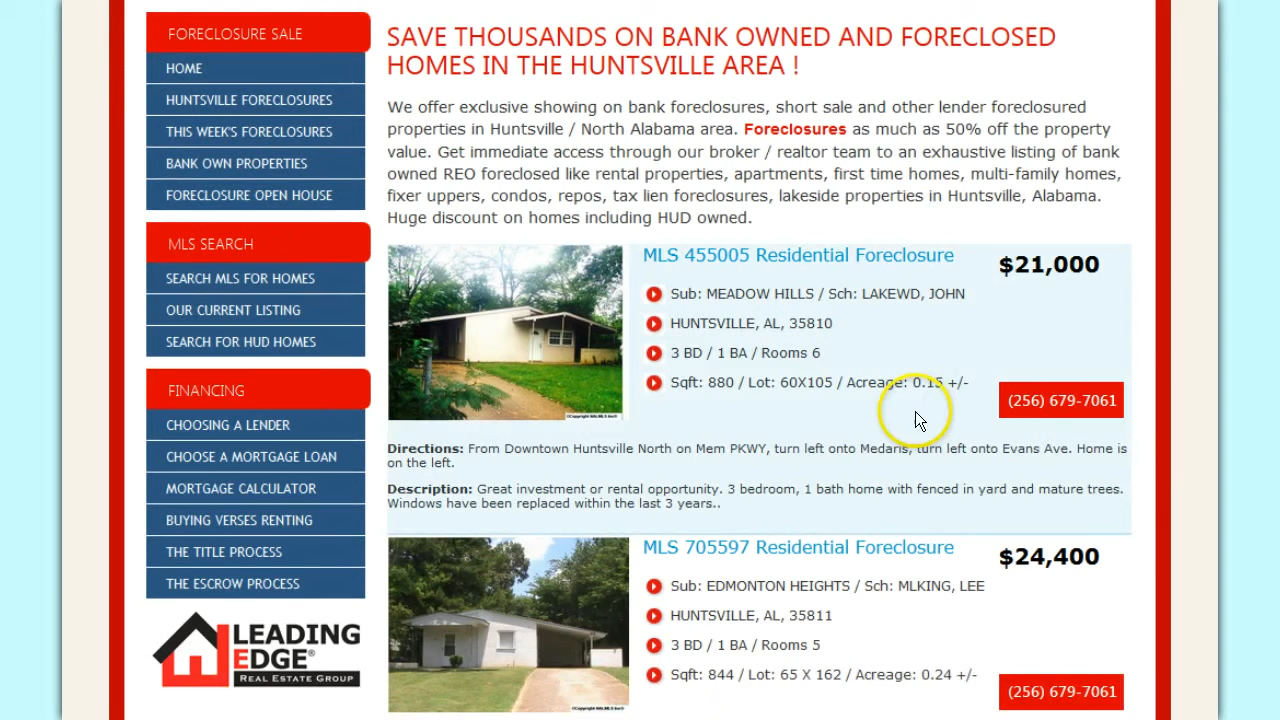 FORECLOSURE SALE
HOME
HUNTSVILLE FORECLOSURES
THIS WEEK'S FORECLOSURES
BANK OWN PROPERTIES
FORECLOSURE OPEN HOUSE
MLS SEARCH
SEARCH MLS FOR HOMES
OUR CURRENT LISTING
SEARCH FOR HUD HOMES
FINANCING
CHOOSING A LENDER
CHOOSE A MORTGAGE LOAN
MORTGAGE CALCULATOR
BUYING VERSES RENTING
THE TITLE PROCESS
THE ESCROW PROCESS
LEADING
EDGE®
REAL ESTATE GROUP
SAVE THOUSANDS ON BANK OWNED AND FORECLOSED
HOMES IN THE HUNTSVILLE AREA !
We offer exclusive showing on bank foreclosures, short sale and other lender foreclosured
properties in Huntsville / North Alabama area. Foreclosures as much as 50% off the property
value. Get immediate access through our broker / realtor team to an exhaustive listing of bank
owned REO foreclosed like rental properties, apartments, first time homes, multi-family homes,
fixer uppers, condos, repos, tax lien foreclosures, lakeside properties in Huntsville, Alabama.
Huge discount on homes including HUD owned.
MLS 455005 Residential Foreclosure
$21,000
Sub: MEADOW HILLS / Sch: LAKEWD, JOHN
HUNTSVILLE, AL, 35810
3 BD / 1 BA / Rooms 6
Sqft: 880 / Lot: 60X105 / Acreage: 0.15 +/-
(256) 679-7061
Directions: From Downtown Huntsville North on Mem PKWY, turn left onto Medaris, turn left onto Evans Ave. Home is
on the left.
Description: Great investment or rental opportunity. 3 bedroom, 1 bath home with fenced in yard and mature trees.
Windows have been replaced within the last 3 years..
MLS 705597 Residential Foreclosure
$24,400
Sub: EDMONTON HEIGHTS / Sch: MLKING, LEE
HUNTSVILLE, AL, 35811
3 BD / 1 BA / Rooms 5
Sqft: 844 / Lot: 65 X 162 / Acreage: 0.24 +/-
(256) 679-7061